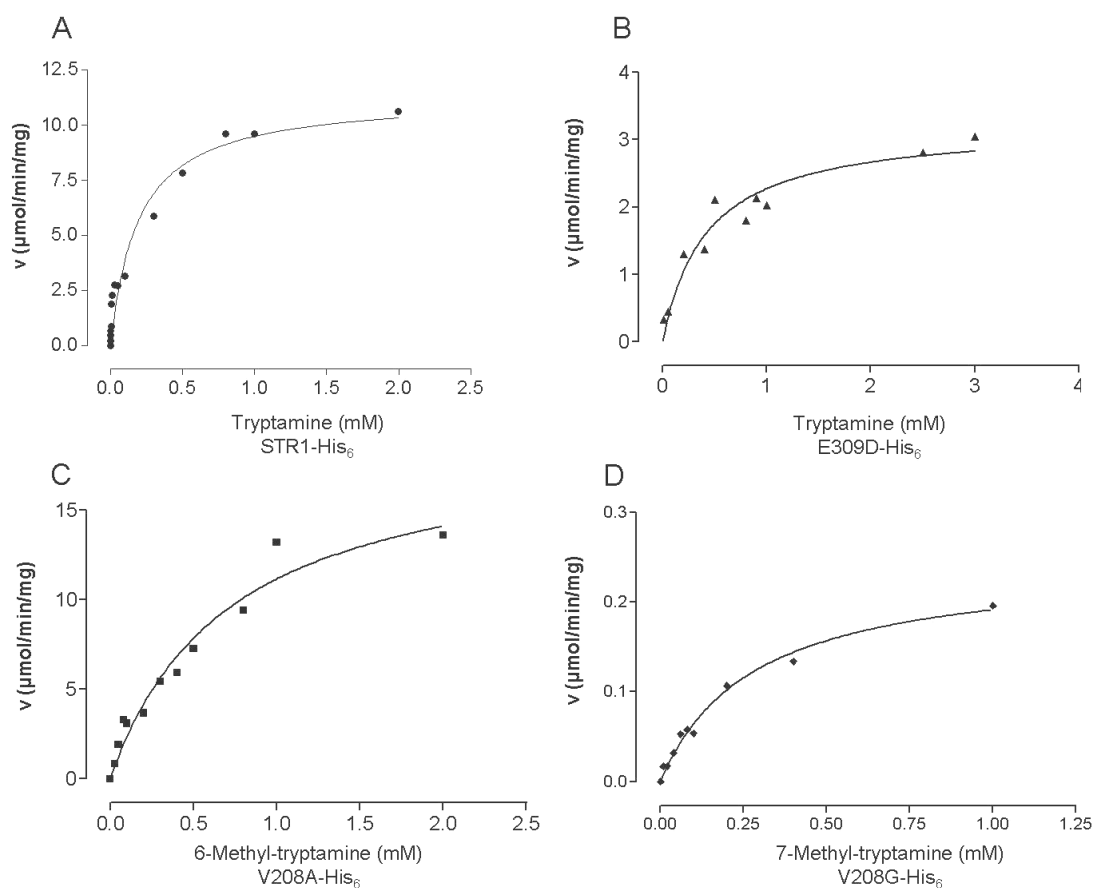 A
12.5
10.0
7.5
5.0
2.5
0.0
v (µmol/min/mg)
0.0 0.5 1.0 1.5 2.0 2.5
Tryptamine (mM)
STR1-His₆
B
4
3
2
1
0
v (µmol/min/mg)
0 1 2 3 4
Tryptamine (mM)
E309D-His₆
C
15
10
5
0
v (µmol/min/mg)
0.0 0.5 1.0 1.5 2.0 2.5
6-Methyl-tryptamine (mM)
V208A-His₆
D
0.3
0.2
0.1
0.0
v (µmol/min/mg)
0.00 0.25 0.50 0.75 1.00 1.25
7-Methyl-tryptamine (mM)
V208G-His₆